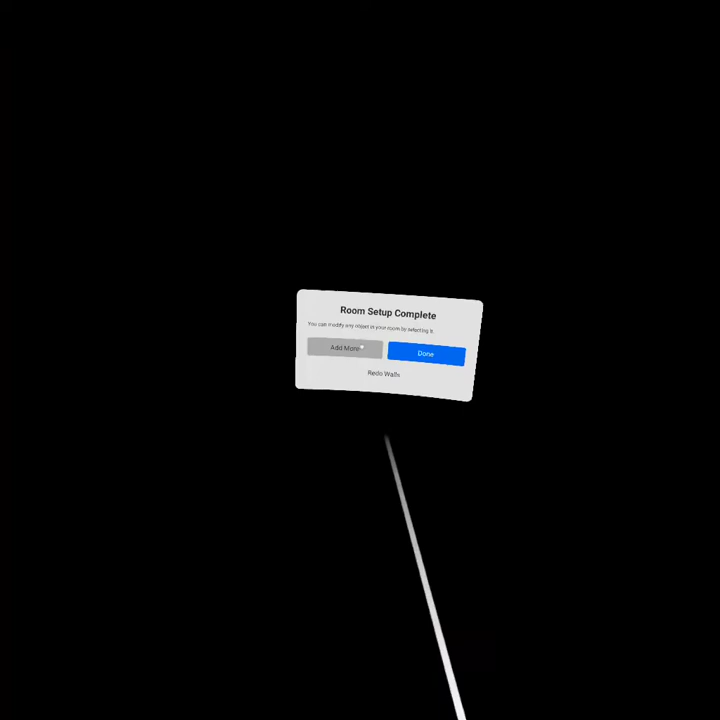 Room Setup Complete
You can modify any object in your room by selecting it.
Add More
Done
Redo Walls